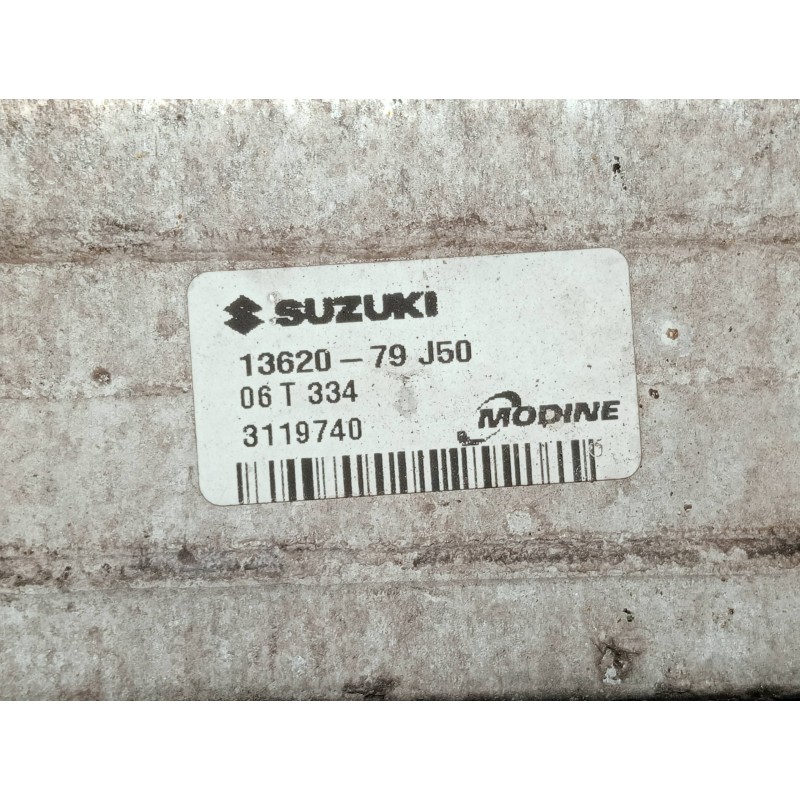 SUZUKI
13620-79 J50
06 T 334
3119740
MODINE